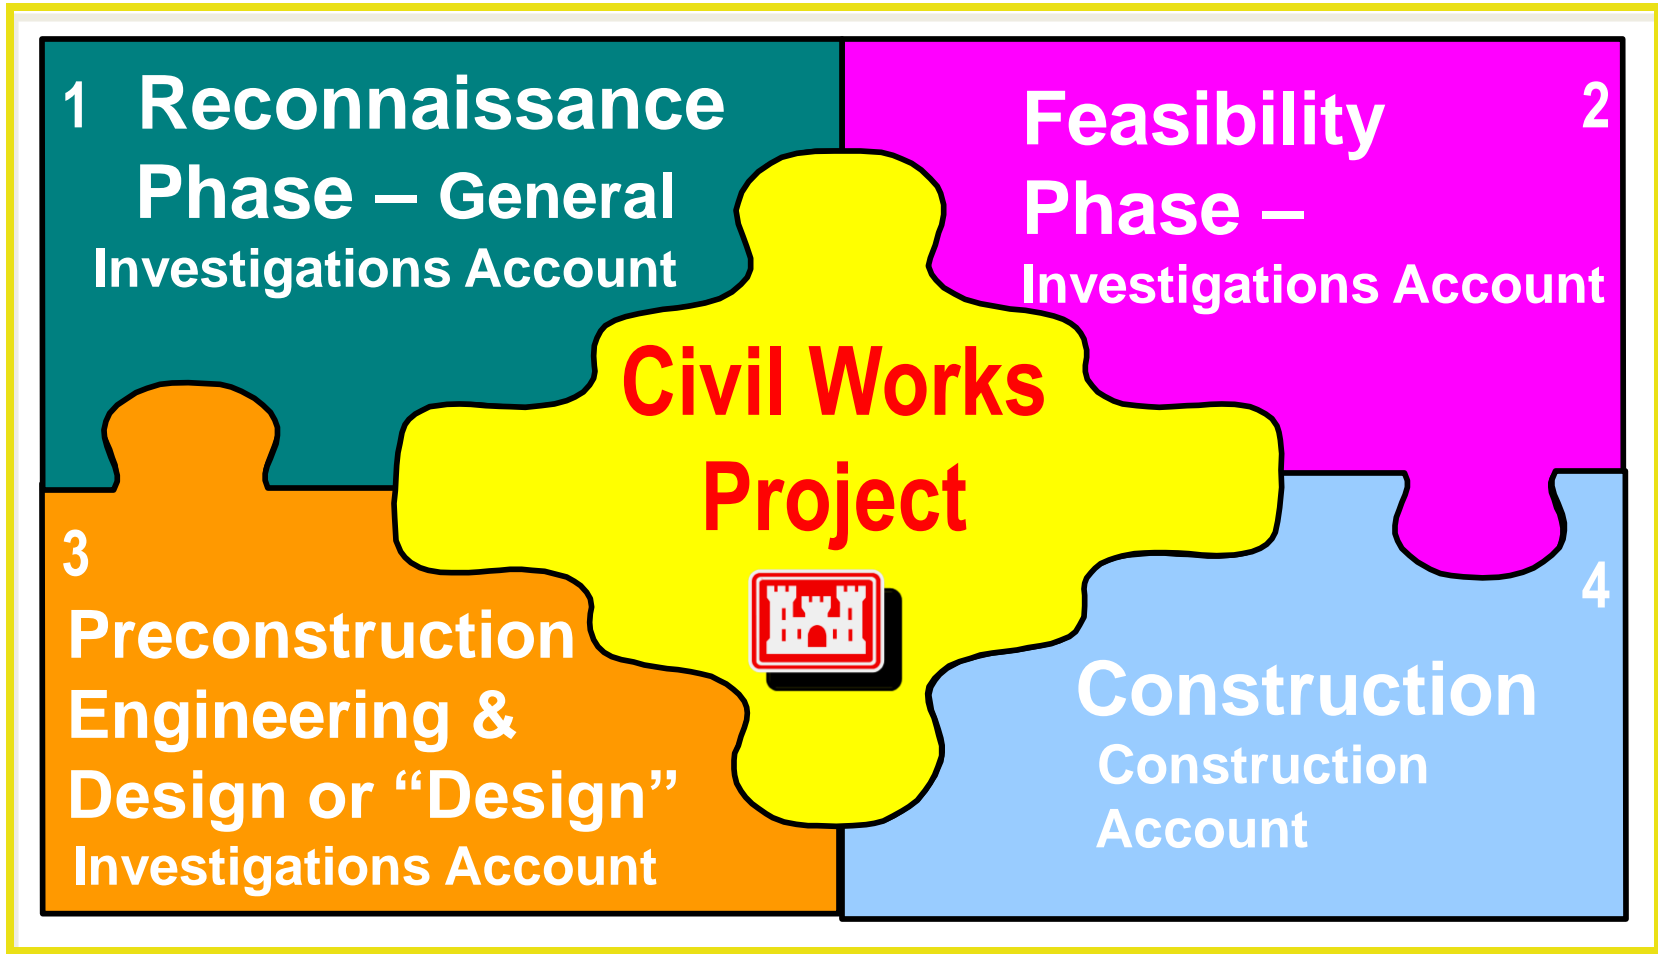 1 Reconnaissance
Phase – General
Investigations Account
2
Feasibility
Phase –
Investigations Account
Civil Works
Project
3
Preconstruction
Engineering &
Design or “Design”
Investigations Account
4
Construction
Construction
Account